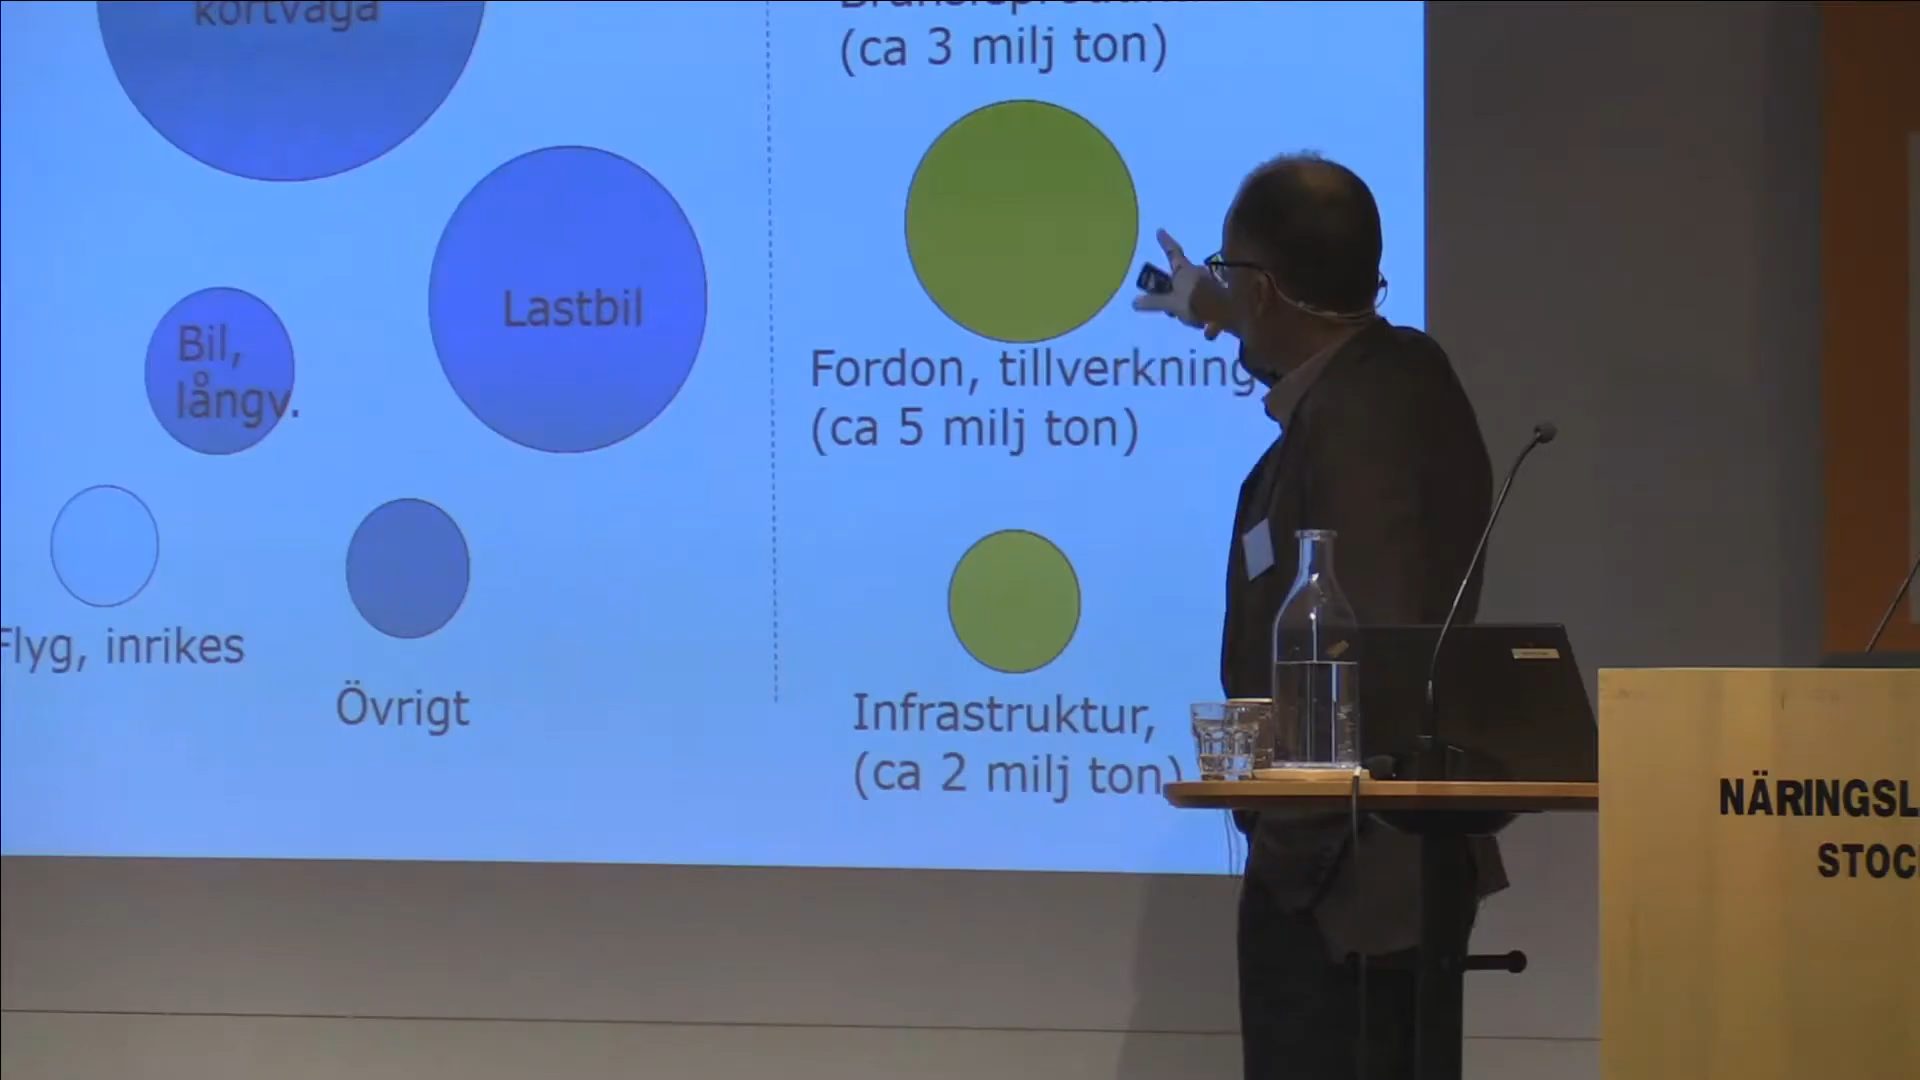 kortväga
(ca 3 milj ton)
Lastbil
Bil,
långv.
Fordon, tillverkning
(ca 5 milj ton)
Flyg, inrikes
Övrigt
Infrastruktur,
(ca 2 milj ton)
NÄRINGSL
STOC